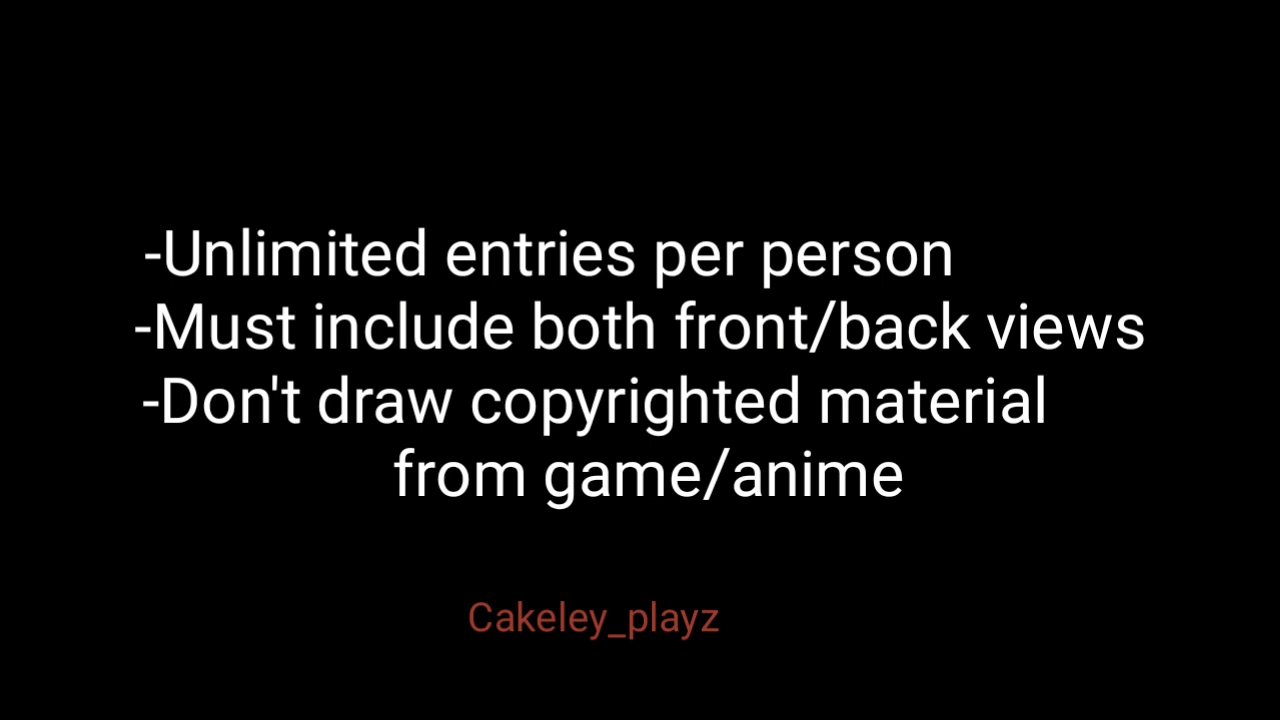 -Unlimited entries per person
-Must include both front/back views
-Don't draw copyrighted material
from game/anime
Cakeley_playz